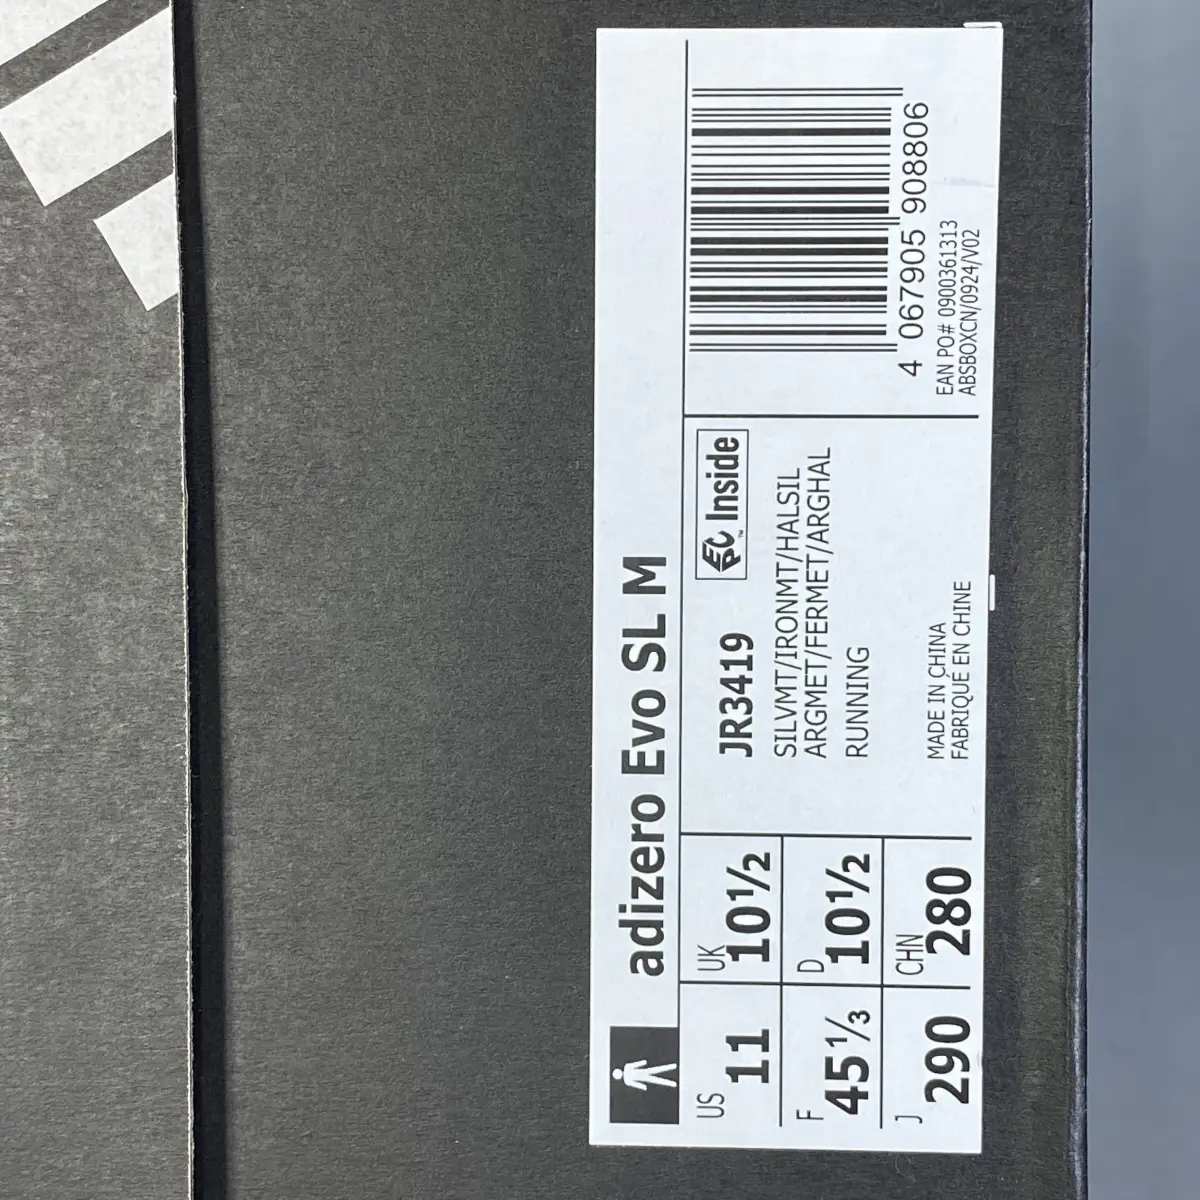 adizero Evo SL M
US
11
UK
10½
F
45⅓
D
10½
J
290
CHN
280
JR3419
EPC Inside
™
SILVMT/IRONMT/HALSIL
ARGMET/FERMET/ARGHAL
RUNNING
MADE IN CHINA
FABRIQUÉ EN CHINE
4 067905 908806
EAN PO# 0900361313
ABSBOXCN/0924/V02